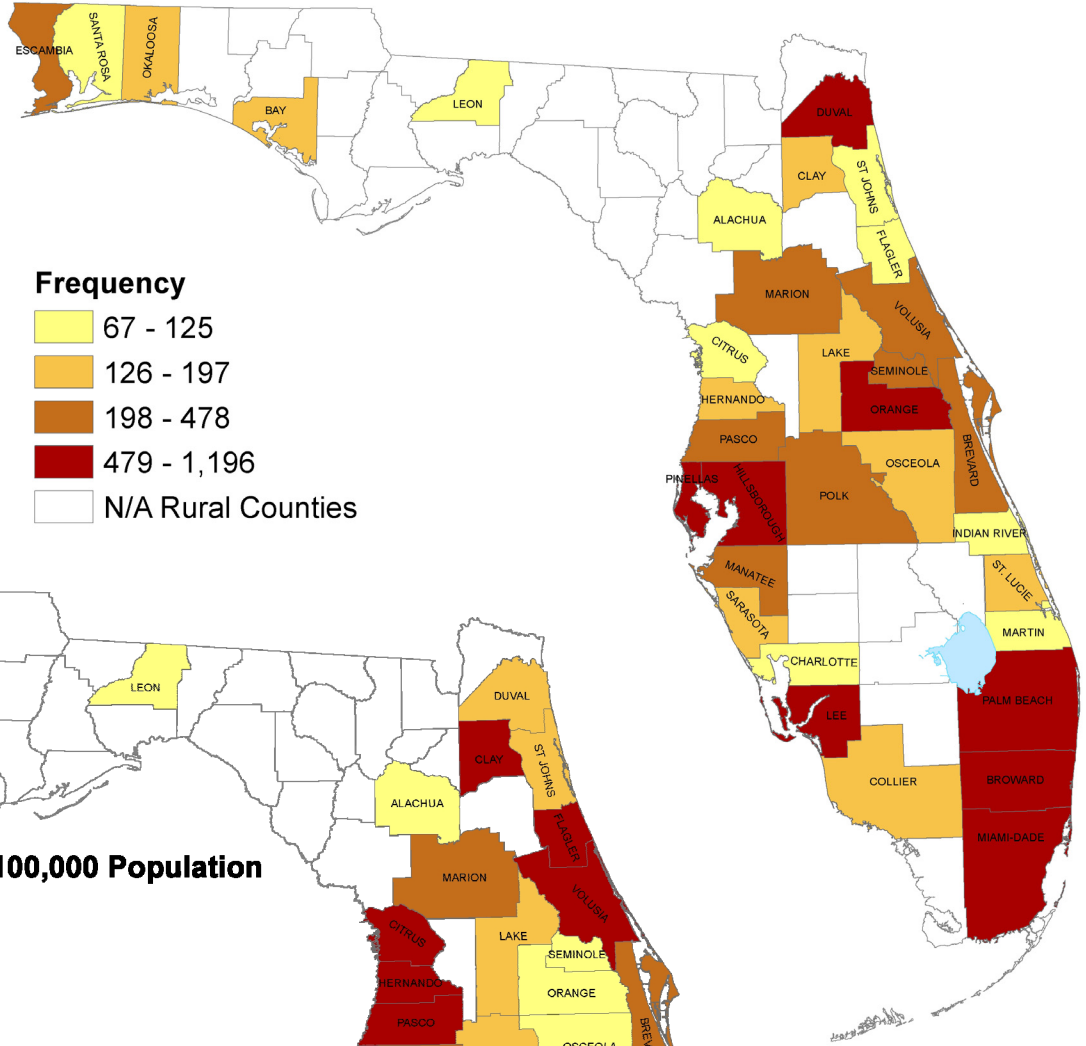 ESCAMBIA
SANTA ROSA
OKALOOSA
BAY
LEON
DUVAL
CLAY
ST JOHNS
ALACHUA
FLAGLER
MARION
VOLUSIA
CITRUS
LAKE
SEMINOLE
HERNANDO
ORANGE
PASCO
OSCEOLA
BREVARD
PINELLAS
HILLSBOROUGH
POLK
INDIAN RIVER
MANATEE
ST. LUCIE
SARASOTA
MARTIN
CHARLOTTE
PALM BEACH
LEE
COLLIER
BROWARD
MIAMI-DADE
Frequency
67 - 125
126 - 197
198 - 478
479 - 1,196
N/A Rural Counties
LEON
DUVAL
CLAY
ST JOHNS
ALACHUA
FLAGLER
100,000 Population
MARION
VOLUSIA
CITRUS
LAKE
SEMINOLE
HERNANDO
ORANGE
PASCO
OSCEOLA
BREV